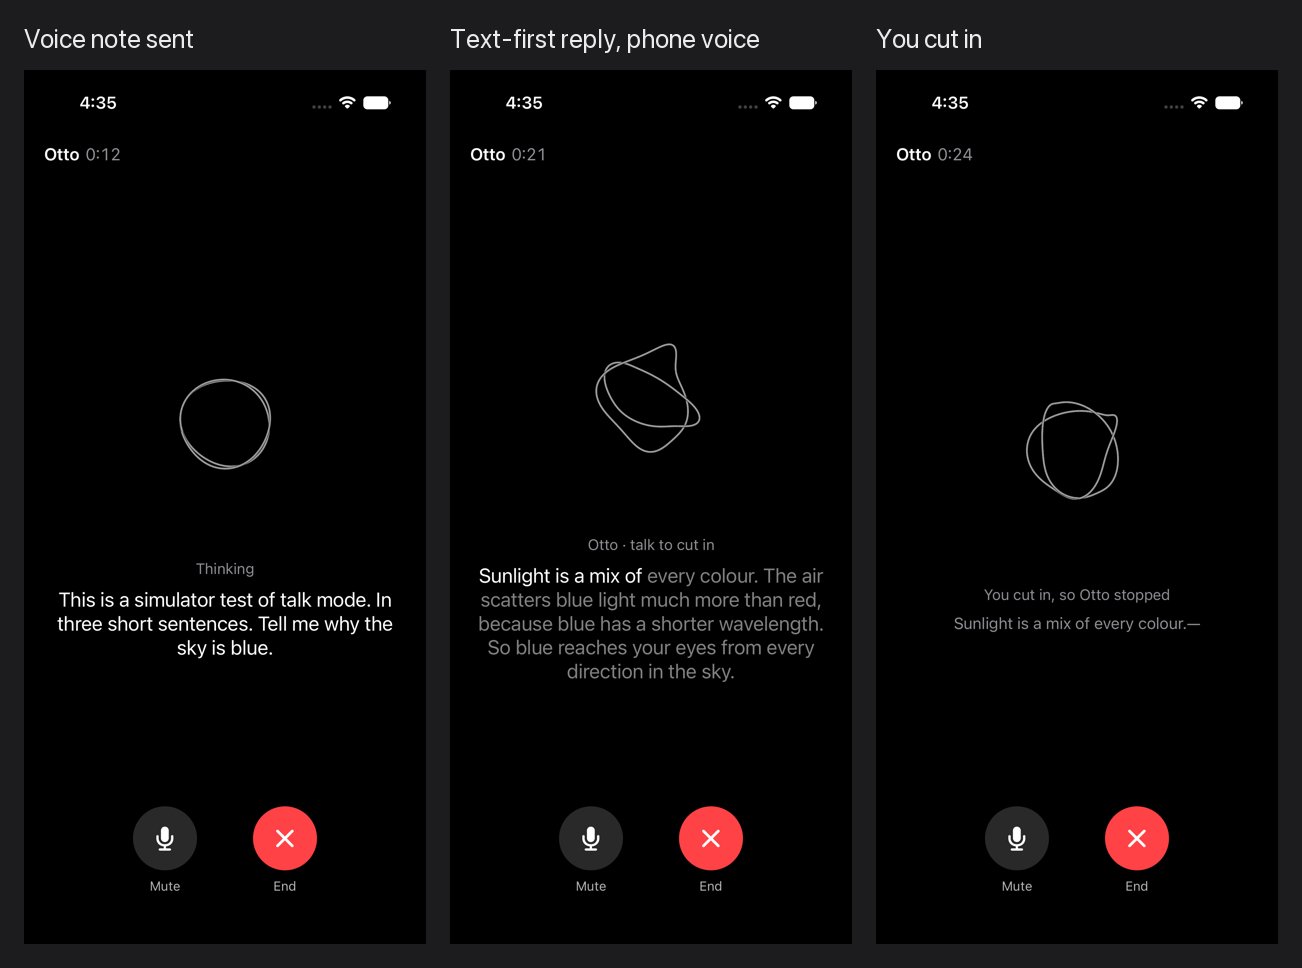 Voice note sent
4:35
Otto 0:12
Thinking
This is a simulator test of talk mode. In
three short sentences. Tell me why the
sky is blue.
Mute
End
Text-first reply, phone voice
4:35
Otto 0:21
Otto · talk to cut in
Sunlight is a mix of every colour. The air
scatters blue light much more than red,
because blue has a shorter wavelength.
So blue reaches your eyes from every
direction in the sky.
Mute
End
You cut in
4:35
Otto 0:24
You cut in, so Otto stopped
Sunlight is a mix of every colour.—
Mute
End